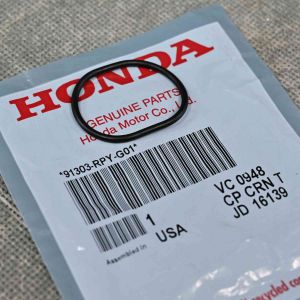 HONDA
GENUINE PARTS
Honda Motor Co., Ltd.
*91303-RPY-G01*
1
Assembled in
USA
VC 0948
CP CRN T
JD 16139